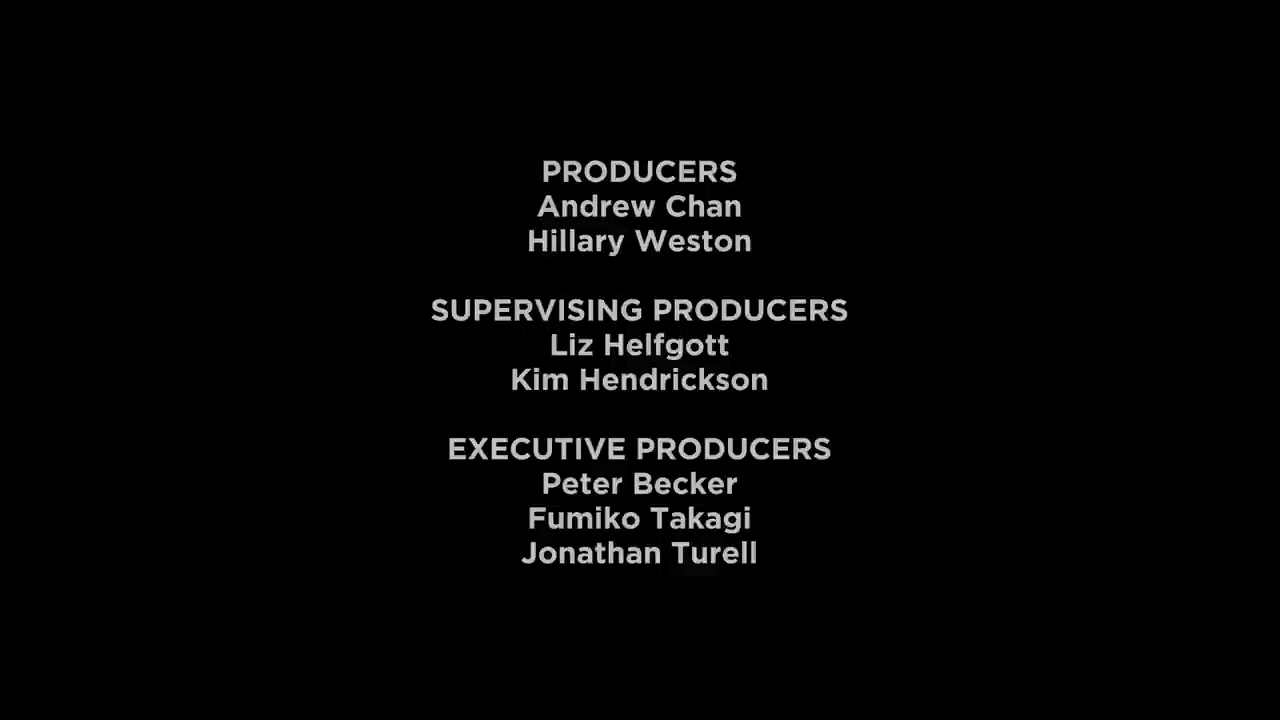 PRODUCERS
Andrew Chan
Hillary Weston
SUPERVISING PRODUCERS
Liz Helfgott
Kim Hendrickson
EXECUTIVE PRODUCERS
Peter Becker
Fumiko Takagi
Jonathan Turell